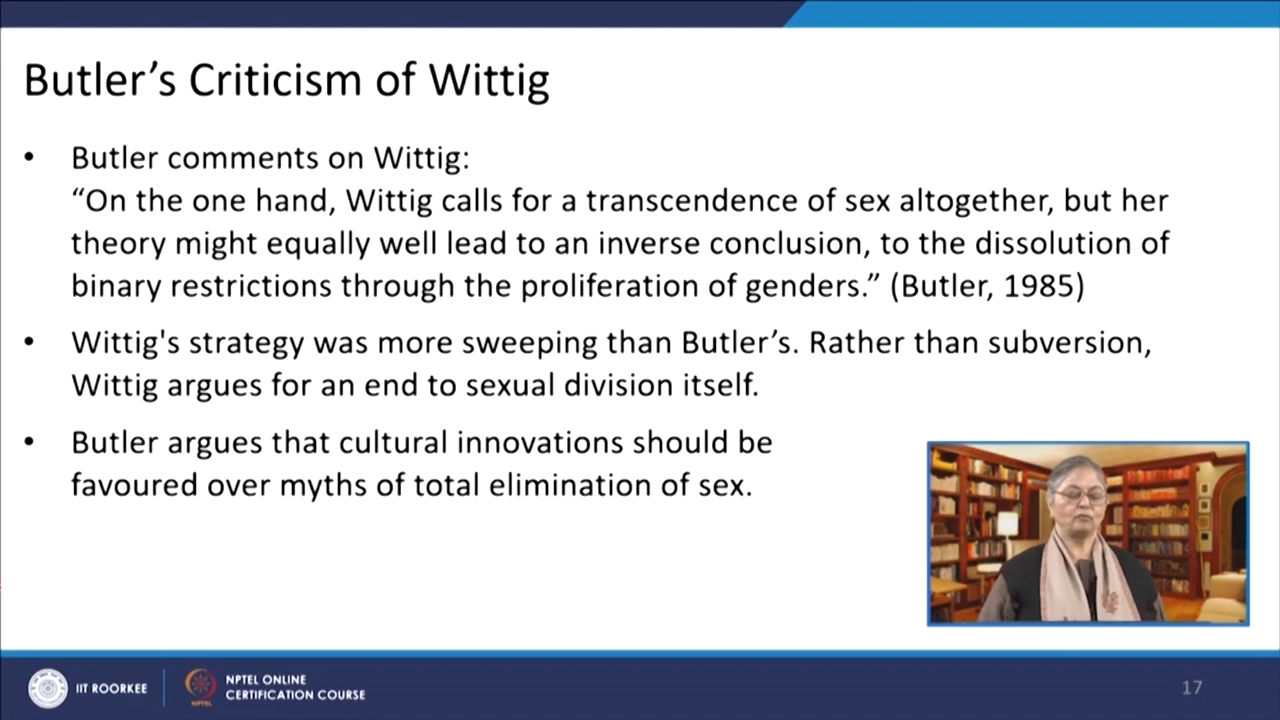 Butler’s Criticism of Wittig
• Butler comments on Wittig:
“On the one hand, Wittig calls for a transcendence of sex altogether, but her
theory might equally well lead to an inverse conclusion, to the dissolution of
binary restrictions through the proliferation of genders.” (Butler, 1985)
• Wittig's strategy was more sweeping than Butler’s. Rather than subversion,
Wittig argues for an end to sexual division itself.
• Butler argues that cultural innovations should be
favoured over myths of total elimination of sex.
IIT ROORKEE
NPTEL
NPTEL ONLINE
CERTIFICATION COURSE
17